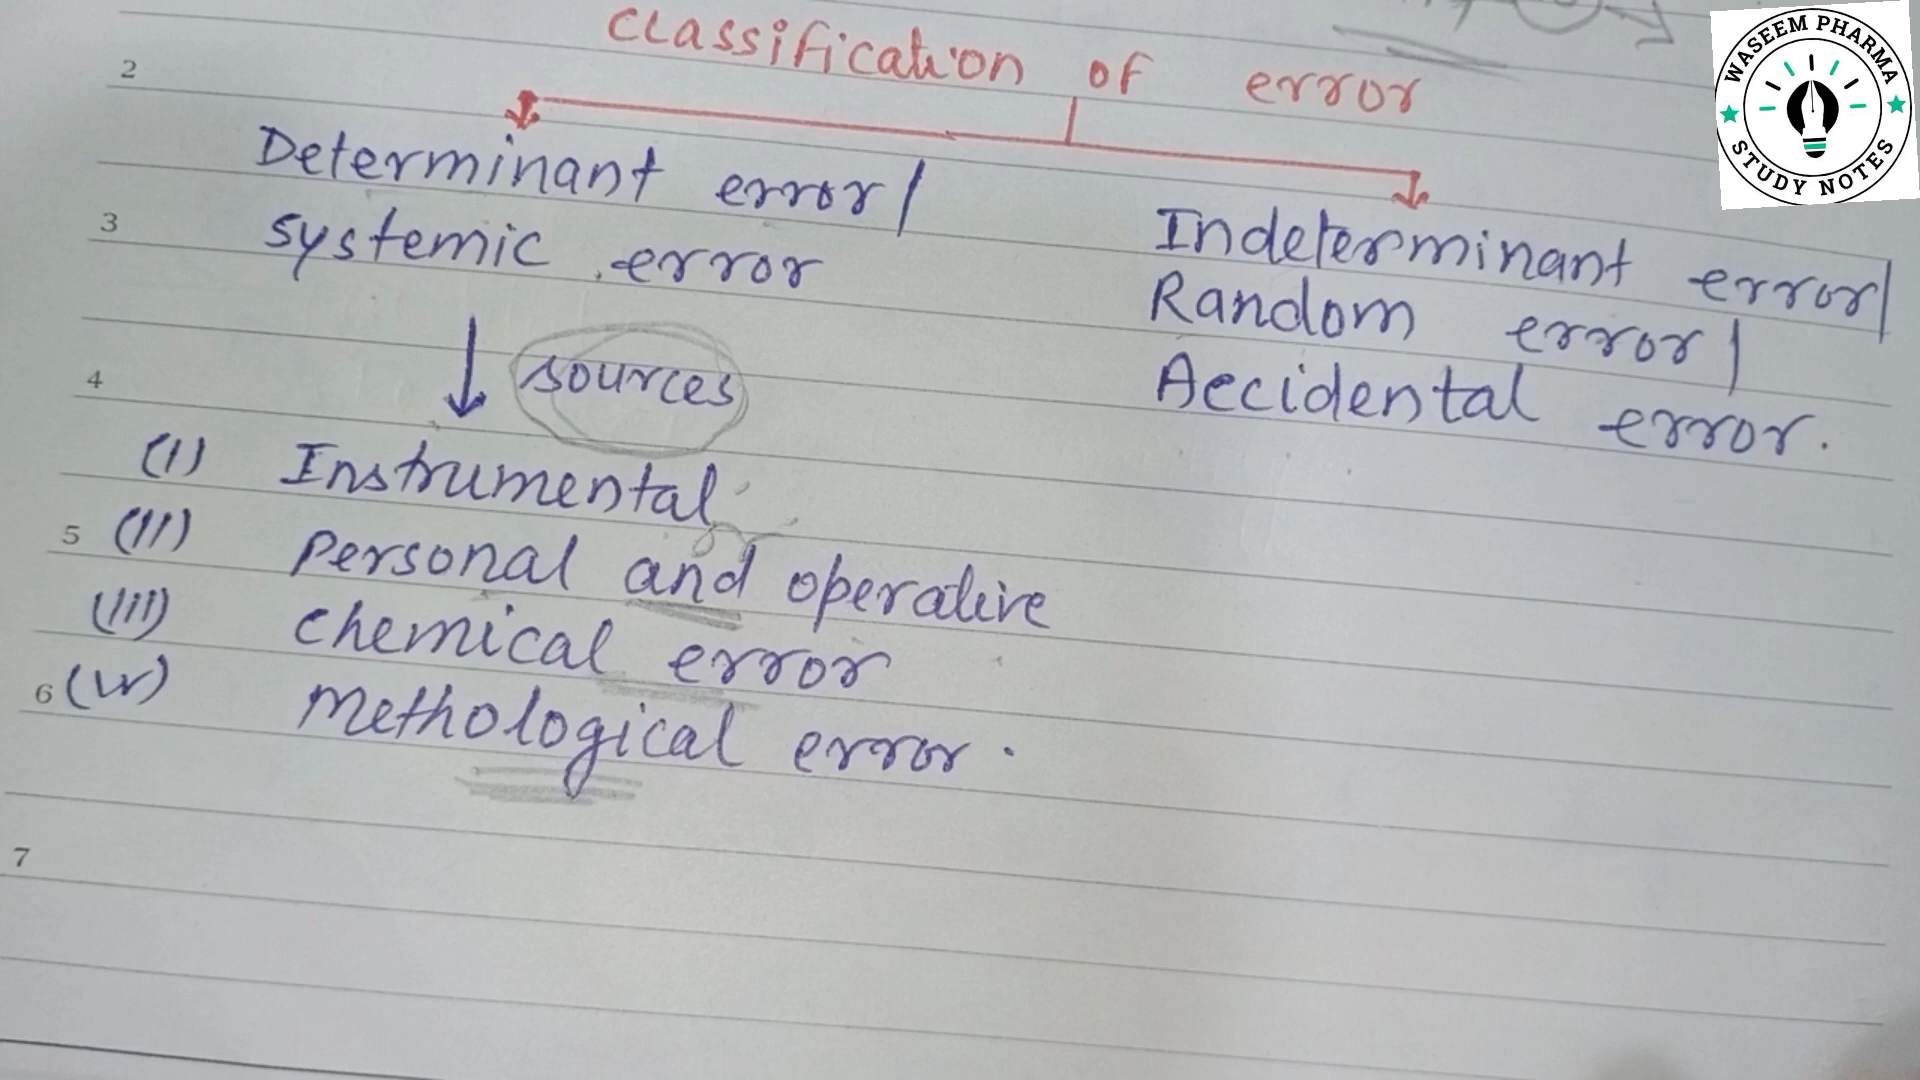 classification of error
2
Determinant error/
3
systemic error
Indeterminant error/
Random error/
Accidental error.
sources
4
(I) Instrumental
5 (II) Personal and operative
(III) chemical error
6 (IV) Methological error.
7
WASEEM PHARMA
STUDY NOTES